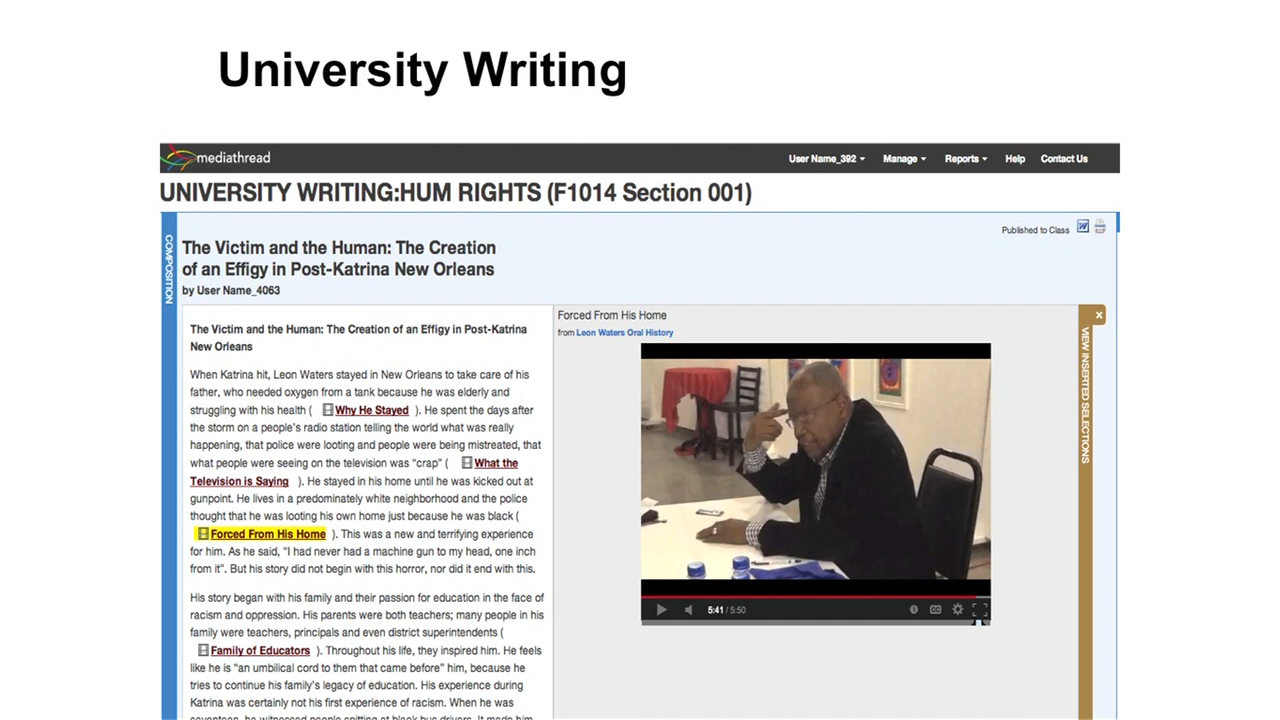 University Writing
mediathread
User Name_392 Manage Reports Help Contact Us
UNIVERSITY WRITING:HUM RIGHTS (F1014 Section 001)
COMPOSITION
Published to Class
The Victim and the Human: The Creation
of an Effigy in Post-Katrina New Orleans
by User Name_4063
The Victim and the Human: The Creation of an Effigy in Post-Katrina
New Orleans
When Katrina hit, Leon Waters stayed in New Orleans to take care of his
father, who needed oxygen from a tank because he was elderly and
struggling with his health ( Why He Stayed ). He spent the days after
the storm on a people's radio station telling the world what was really
happening, that police were looting and people were being mistreated, that
what people were seeing on the television was “crap” ( What the
Television is Saying ). He stayed in his home until he was kicked out at
gunpoint. He lives in a predominately white neighborhood and the police
thought that he was looting his own home just because he was black (
Forced From His Home ). This was a new and terrifying experience
for him. As he said, “I had never had a machine gun to my head, one inch
from it”. But his story did not begin with this horror, nor did it end with this.
His story began with his family and their passion for education in the face of
racism and oppression. His parents were both teachers; many people in his
family were teachers, principals and even district superintendents (
Family of Educators ). Throughout his life, they inspired him. He feels
like he is “an umbilical cord to them that came before” him, because he
tries to continue his family's legacy of education. His experience during
Katrina was certainly not his first experience of racism. When he was
seventeen, he witnessed people spitting at black bus drivers. It made him
Forced From His Home
from Leon Waters Oral History
5:41 / 5:50
x
VIEW INSERTED SELECTIONS